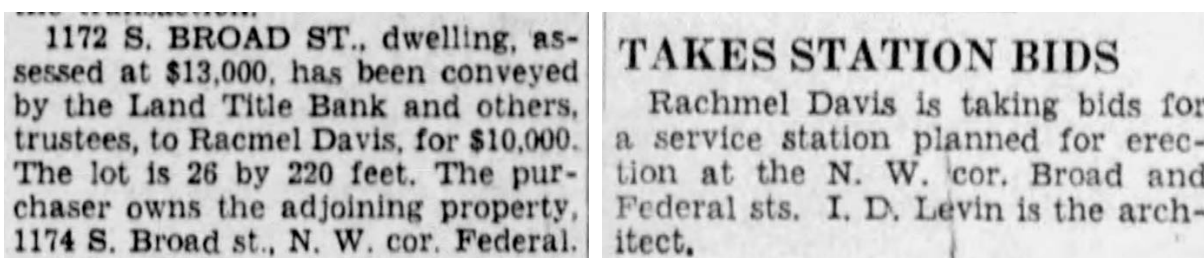 1172 S. BROAD ST., dwelling, as-
sessed at $13,000, has been conveyed
by the Land Title Bank and others,
trustees, to Racmel Davis, for $10,000.
The lot is 26 by 220 feet. The pur-
chaser owns the adjoining property,
1174 S. Broad st., N. W. cor. Federal.
TAKES STATION BIDS
Rachmel Davis is taking bids for
a service station planned for erec-
tion at the N. W. cor. Broad and
Federal sts. I. D. Levin is the arch-
itect.